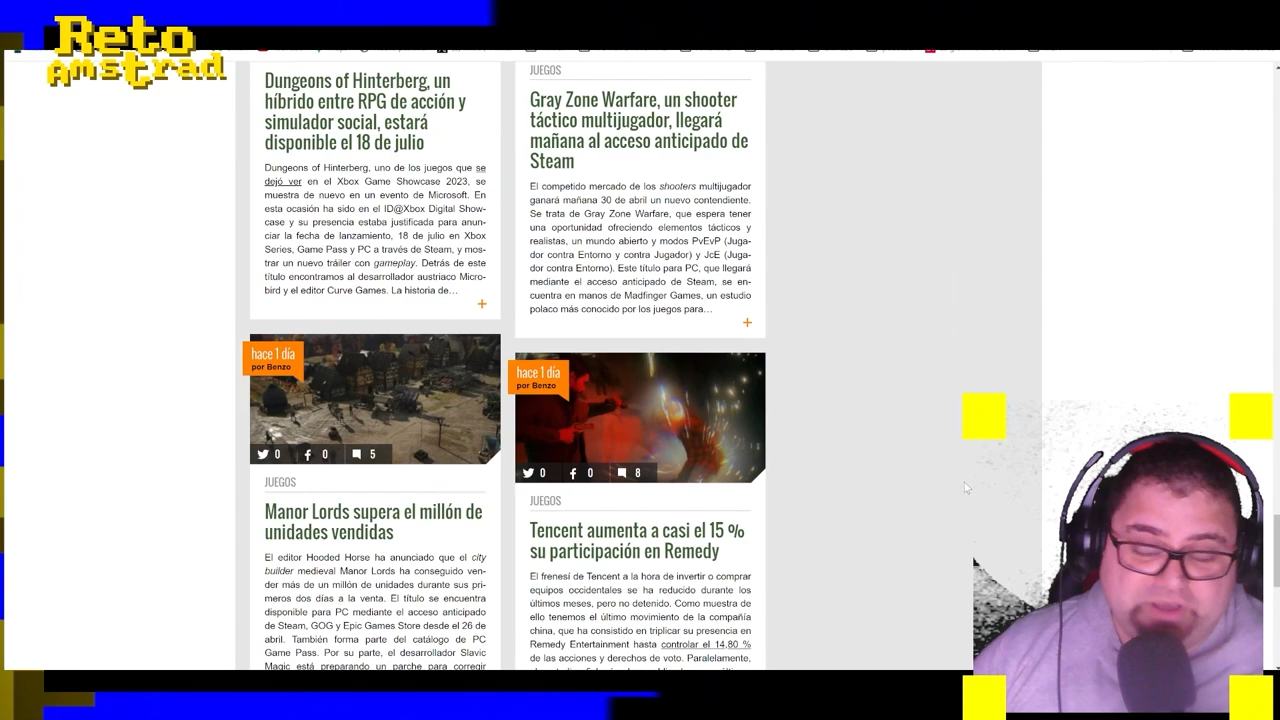 Reto
Amstrad
Dungeons of Hinterberg, un
híbrido entre RPG de acción y
simulador social, estará
disponible el 18 de julio
Dungeons of Hinterberg, uno de los juegos que se
dejó ver en el Xbox Game Showcase 2023, se
muestra de nuevo en un evento de Microsoft. En
esta ocasión ha sido en el ID@Xbox Digital Show-
case y su presencia estaba justificada para anun-
ciar la fecha de lanzamiento, 18 de julio en Xbox
Series, Game Pass y PC a través de Steam, y mos-
trar un nuevo tráiler con gameplay. Detrás de este
título encontramos al desarrollador austriaco Micro-
bird y el editor Curve Games. La historia de…
+
hace 1 día
por Benzo
0 0 5
JUEGOS
Manor Lords supera el millón de
unidades vendidas
El editor Hooded Horse ha anunciado que el city
builder medieval Manor Lords ha conseguido ven-
der más de un millón de unidades durante sus pri-
meros dos días a la venta. El título se encuentra
disponible para PC mediante el acceso anticipado
de Steam, GOG y Epic Games Store desde el 26 de
abril. También forma parte del catálogo de PC
Game Pass. Por su parte, el desarrollador Slavic
Magic está preparando un parche para corregir
JUEGOS
Gray Zone Warfare, un shooter
táctico multijugador, llegará
mañana al acceso anticipado de
Steam
El competido mercado de los shooters multijugador
ganará mañana 30 de abril un nuevo contendiente.
Se trata de Gray Zone Warfare, que espera tener
una oportunidad ofreciendo elementos tácticos y
realistas, un mundo abierto y modos PvEvP (Juga-
dor contra Entorno y contra Jugador) y JcE (Juga-
dor contra Entorno). Este título para PC, que llegará
mediante el acceso anticipado de Steam, se en-
cuentra en manos de Madfinger Games, un estudio
polaco más conocido por los juegos para…
+
hace 1 día
por Benzo
0 0 8
JUEGOS
Tencent aumenta a casi el 15 %
su participación en Remedy
El frenesí de Tencent a la hora de invertir o comprar
equipos occidentales se ha reducido durante los
últimos meses, pero no detenido. Como muestra de
ello tenemos el último movimiento de la compañía
china, que ha consistido en triplicar su presencia en
Remedy Entertainment hasta controlar el 14,80 %
de las acciones y derechos de voto. Paralelamente,